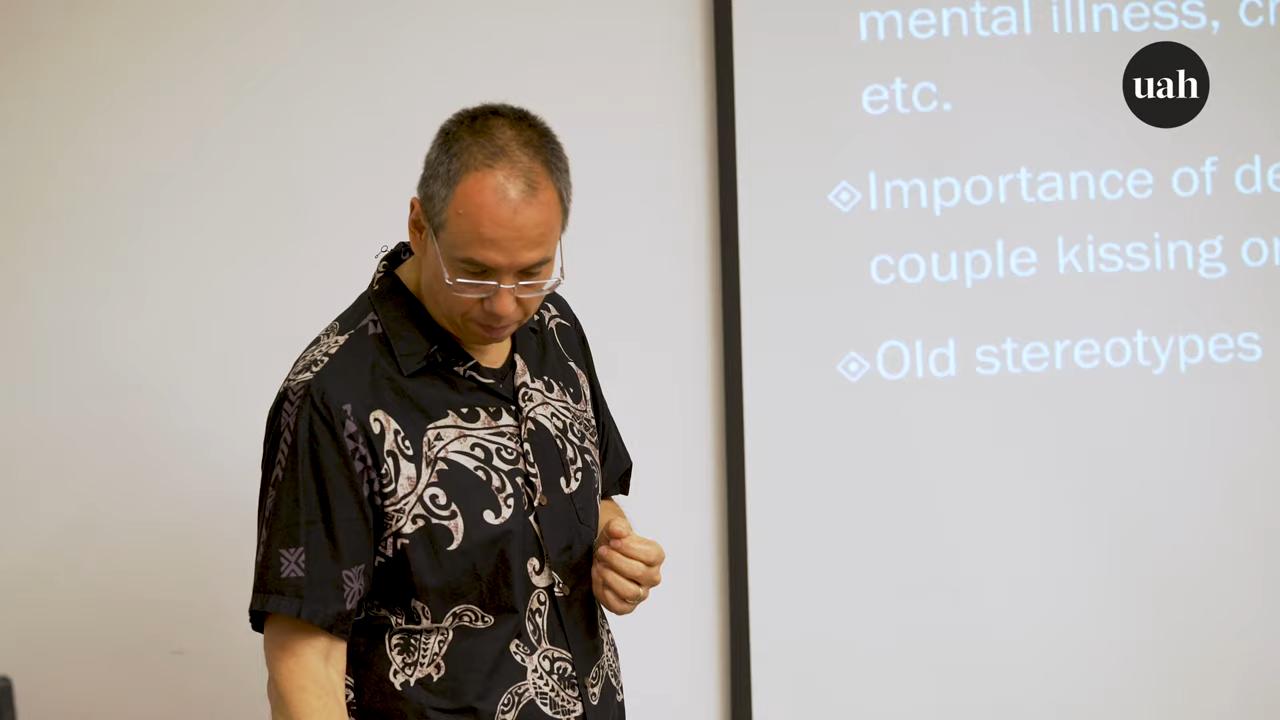 mental illness,
etc.
uah
Importance of
couple kissing
Old stereotypes